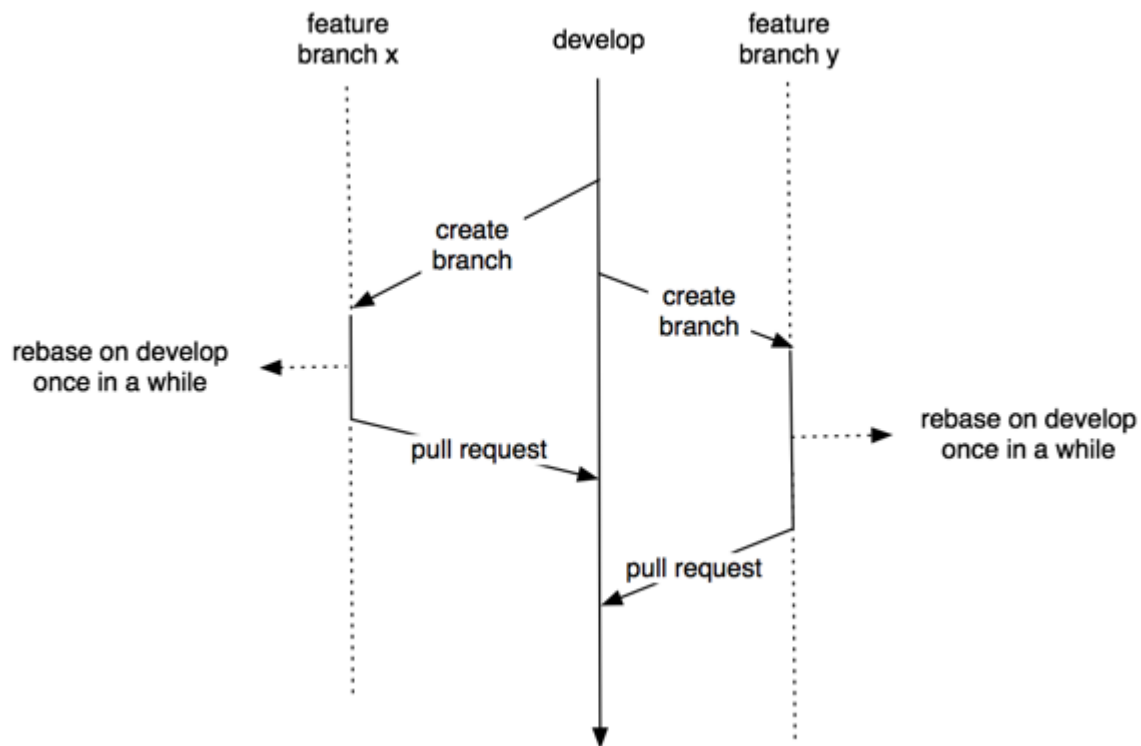 feature
branch x
develop
feature
branch y
create
branch
create
branch
rebase on develop
once in a while
rebase on develop
once in a while
pull request
pull request